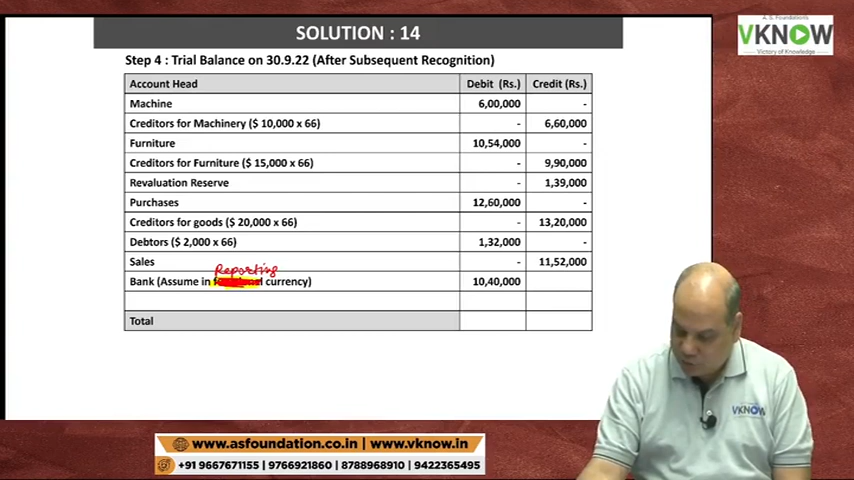 SOLUTION : 14
A. S. Foundation's
VKNOW
Victory of Knowledge
Step 4 : Trial Balance on 30.9.22 (After Subsequent Recognition)
Account Head Debit (Rs.) Credit (Rs.)
Machine 6,00,000 -
Creditors for Machinery ($ 10,000 x 66) - 6,60,000
Furniture 10,54,000 -
Creditors for Furniture ($ 15,000 x 66) - 9,90,000
Revaluation Reserve - 1,39,000
Purchases 12,60,000 -
Creditors for goods ($ 20,000 x 66) - 13,20,000
Debtors ($ 2,000 x 66) 1,32,000 -
Sales - 11,52,000
Reporting
Bank (Assume in currency) 10,40,000
Total
VKNOW
www.asfoundation.co.in | www.vknow.in
+91 9667671155 | 9766921860 | 8788968910 | 9422365495